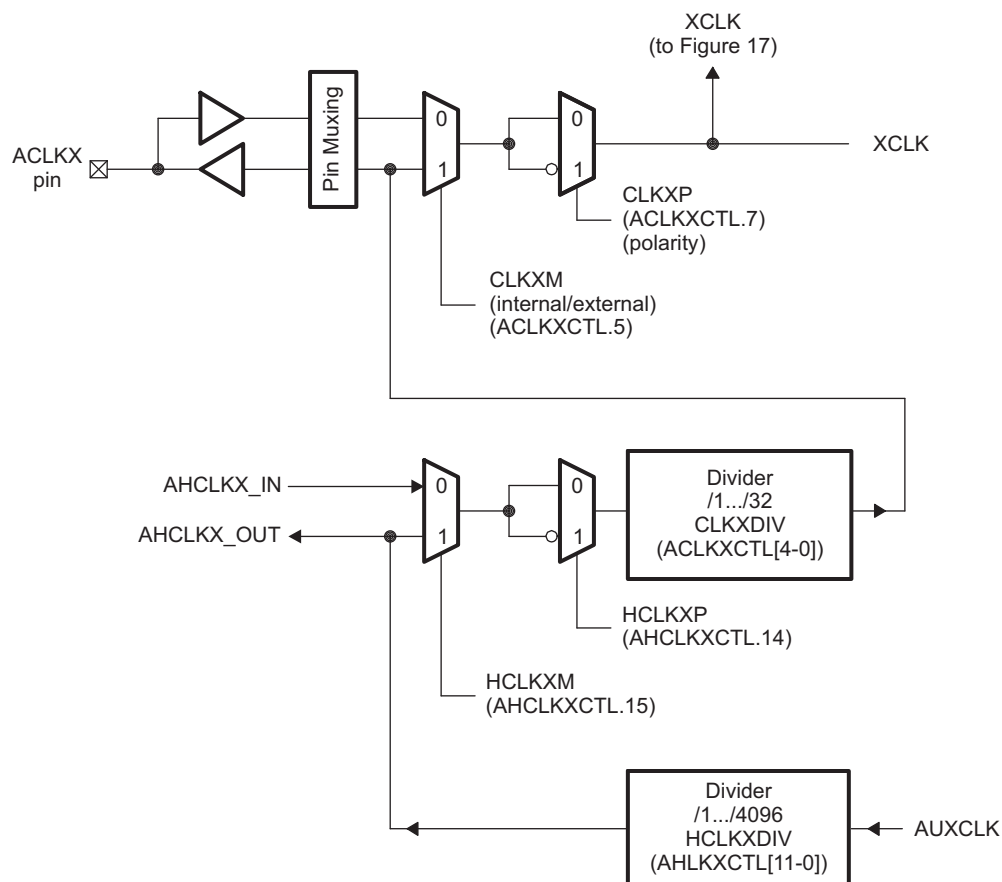 XCLK
(to Figure 17)
Pin Muxing
0
1
0
1
ACLKX
pin
XCLK
CLKXP
(ACLKXCTL.7)
(polarity)
CLKXM
(internal/external)
(ACLKXCTL.5)
AHCLKX_IN
AHCLKX_OUT
0
1
0
1
Divider
/1.../32
CLKXDIV
(ACLKXCTL[4-0])
HCLKXP
(AHCLKXCTL.14)
HCLKXM
(AHCLKXCTL.15)
Divider
/1.../4096
HCLKXDIV
(AHLKXCTL[11-0])
AUXCLK